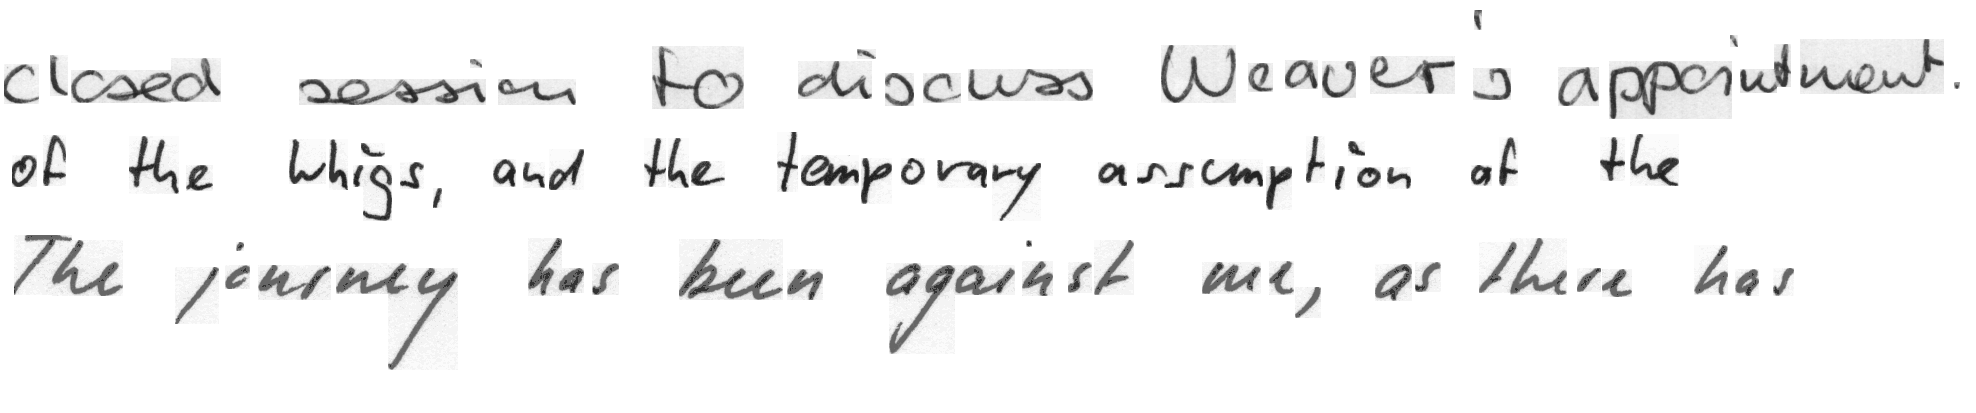 closed session to discuss Weaver's appointment.
of the Whigs, and the temporary assumption of the
The journey has been against me, as there has